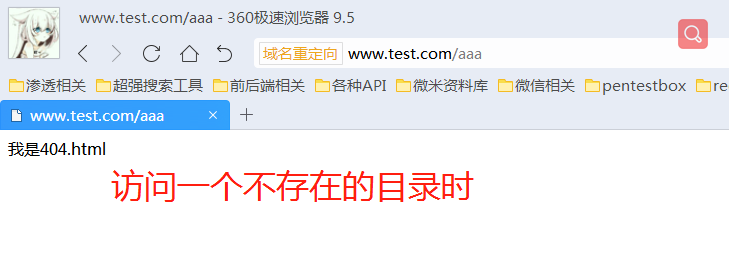 www.test.com/aaa - 360极速浏览器 9.5
域名重定向 www.test.com/aaa
渗透相关 超强搜索工具 前后端相关 各种API 微米资料库 微信相关 pentestbox re
www.test.com/aaa
我是404.html
访问一个不存在的目录时